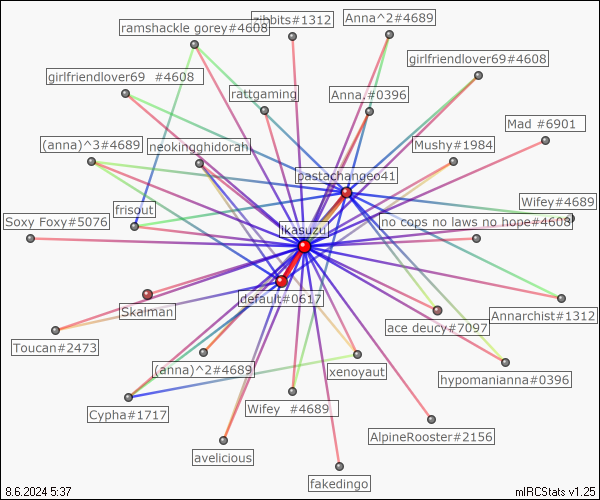 zibbits#1312
Anna^2#4689
ramshackle gorey#4608
girlfriendlover69#4608
girlfriendlover69 #4608
rattgaming
Anna.#0396
Mad #6901
(anna)^3#4689
neokingghidorah
Mushy#1984
pastachangeo41
Wifey#4689
frisout
Soxy Foxy#5076
no cops no laws no hope#4608
Ikasuzu
default#0617
Skalman
Annarchist#1312
ace deucy#7097
Toucan#2473
(anna)^2#4689
xenoyaut
hypomanianna#0396
Cypha#1717
Wifey #4689
AlpineRooster#2156
avelicious
fakedingo
8.6.2024 5:37
mIRCStats v1.25